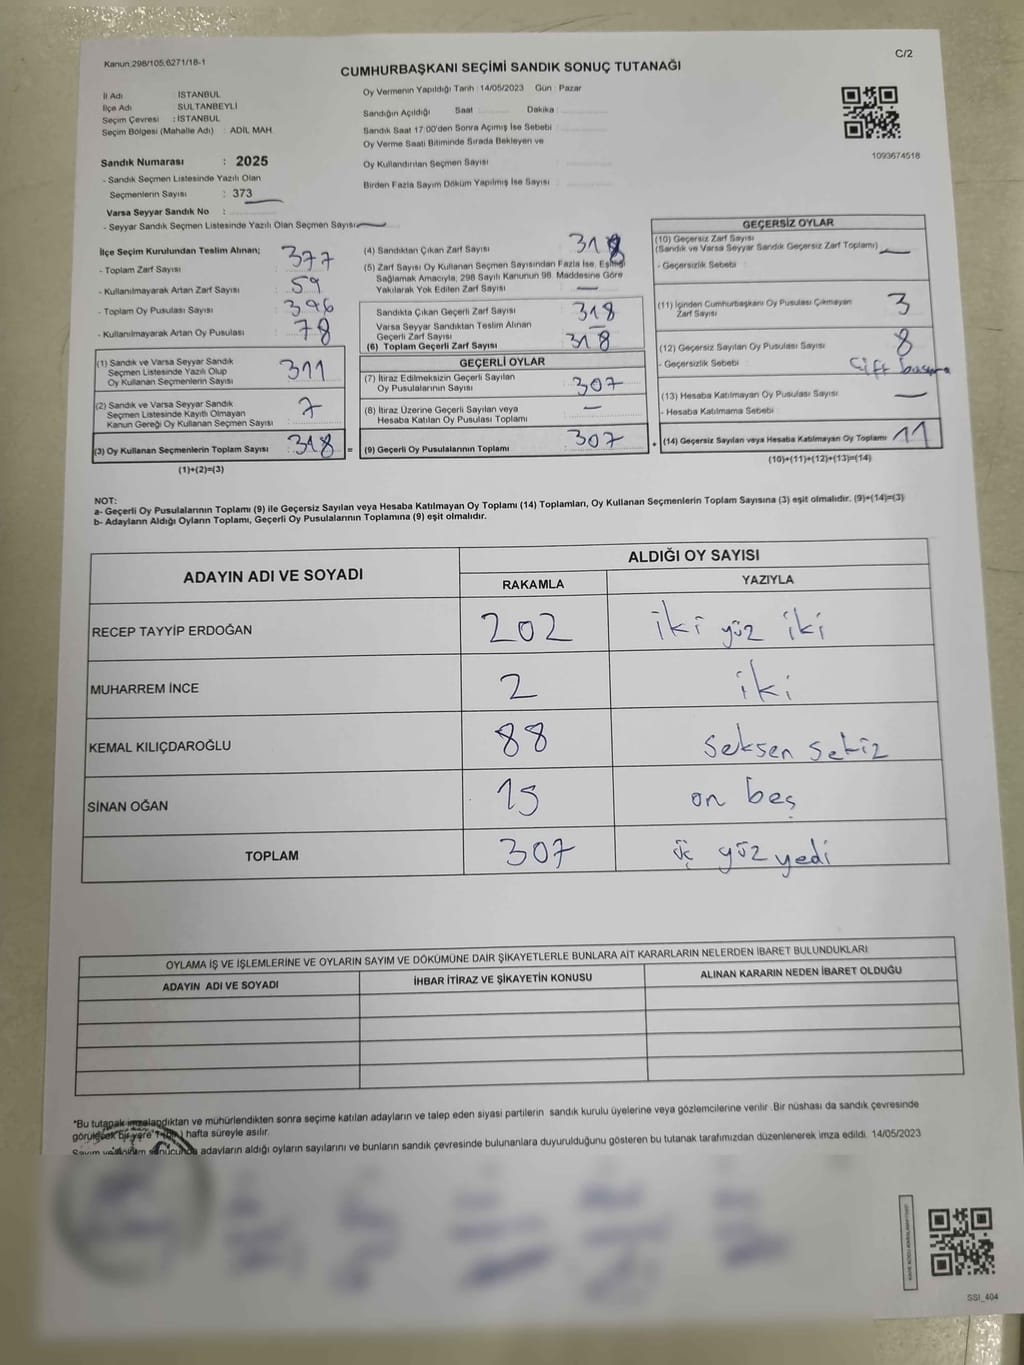 Kanun:298/105;6271/18-1
C/2
CUMHURBAŞKANI SEÇİMİ SANDIK SONUÇ TUTANAĞI
İl Adı İSTANBUL
İlçe Adı SULTANBEYLİ
Seçim Çevresi : İSTANBUL
Seçim Bölgesi (Mahalle Adı) : ADİL MAH.
Sandık Numarası : 2025
- Sandık Seçmen Listesinde Yazılı Olan
Seçmenlerin Sayısı : 373
Varsa Seyyar Sandık No :
- Seyyar Sandık Seçmen Listesinde Yazılı Olan Seçmen Sayısı
Oy Vermenin Yapıldığı Tarih : 14/05/2023 Gün : Pazar
Sandığın Açıldığı Saat Dakika
Sandık Saat 17:00'den Sonra Açımış İse Sebebi :
Oy Verme Saati Bitiminde Sırada Bekleyen ve
Oy Kullandırılan Seçmen Sayısı :
Birden Fazla Sayım Döküm Yapılmış İse Sayısı
1093674518
İlçe Seçim Kurulundan Teslim Alınan;
- Toplam Zarf Sayısı 377
- Kullanılmayarak Artan Zarf Sayısı 59
- Toplam Oy Pusulası Sayısı 396
- Kullanılmayarak Artan Oy Pusulası 78
(1) Sandık ve Varsa Seyyar Sandık
Seçmen Listesinde Yazılı Olup
Oy Kullanan Seçmenlerin Sayısı 311
(2) Sandık ve Varsa Seyyar Sandık
Seçmen Listesinde Kayıtlı Olmayan
Kanun Gereği Oy Kullanan Seçmen Sayısı 7
(3) Oy Kullanan Seçmenlerin Toplam Sayısı 318 =
(1)+(2)=(3)
(4) Sandıktan Çıkan Zarf Sayısı 318
(5) Zarf Sayısı Oy Kullanan Seçmen Sayısından Fazla İse, Eşitliği
Sağlamak Amacıyla, 298 Sayılı Kanunun 98. Maddesine Göre
Yakılarak Yok Edilen Zarf Sayısı —
Sandıkta Çıkan Geçerli Zarf Sayısı 318
Varsa Seyyar Sandıktan Teslim Alınan
Geçerli Zarf Sayısı —
(6) Toplam Geçerli Zarf Sayısı 318
GEÇERLİ OYLAR
(7) İtiraz Edilmeksizin Geçerli Sayılan
Oy Pusulalarının Sayısı 307
(8) İtiraz Üzerine Geçerli Sayılan veya
Hesaba Katılan Oy Pusulası Toplamı —
(9) Geçerli Oy Pusulalarının Toplamı 307 +
GEÇERSİZ OYLAR
(10) Geçersiz Zarf Sayısı
(Sandık ve Varsa Seyyar Sandık Geçersiz Zarf Toplamı) —
- Geçersizlik Sebebi
(11) İçinden Cumhurbaşkanı Oy Pusulası Çıkmayan
Zarf Sayısı 3
(12) Geçersiz Sayılan Oy Pusulası Sayısı 8
- Geçersizlik Sebebi Çift basma
(13) Hesaba Katılmayan Oy Pusulası Sayısı —
- Hesaba Katılmama Sebebi
(14) Geçersiz Sayılan veya Hesaba Katılmayan Oy Toplamı 11
(10)+(11)+(12)+(13)=(14)
NOT:
a- Geçerli Oy Pusulalarının Toplamı (9) ile Geçersiz Sayılan veya Hesaba Katılmayan Oy Toplamı (14) Toplamları, Oy Kullanan Seçmenlerin Toplam Sayısına (3) eşit olmalıdır. (9)+(14)=(3)
b- Adayların Aldığı Oyların Toplamı, Geçerli Oy Pusulalarının Toplamına (9) eşit olmalıdır.
ADAYIN ADI VE SOYADI ALDIĞI OY SAYISI
RAKAMLA YAZIYLA
RECEP TAYYİP ERDOĞAN 202 iki yüz iki
MUHARREM İNCE 2 iki
KEMAL KILIÇDAROĞLU 88 seksen sekiz
SİNAN OĞAN 15 on beş
TOPLAM 307 üç yüz yedi
OYLAMA İŞ VE İŞLEMLERİNE VE OYLARIN SAYIM VE DÖKÜMÜNE DAİR ŞİKAYETLERLE BUNLARA AİT KARARLARIN NELERDEN İBARET BULUNDUKLARI
ADAYIN ADI VE SOYADI İHBAR İTİRAZ VE ŞİKAYETİN KONUSU ALINAN KARARIN NEDEN İBARET OLDUĞU
*Bu tutanak imzalandıktan ve mühürlendikten sonra seçime katılan adayların ve talep eden siyasi partilerin sandık kurulu üyelerine veya gözlemcilerine verilir. Bir nüshası da sandık çevresinde
görülecek bir yere 1 (bir) hafta süreyle asılır.
Sayım ve döküm sonucunda adayların aldığı oyların sayılarını ve bunların sandık çevresinde bulunanlara duyurulduğunu gösteren bu tutanak tarafımızdan düzenlenerek imza edildi. 14/05/2023
SSI_404